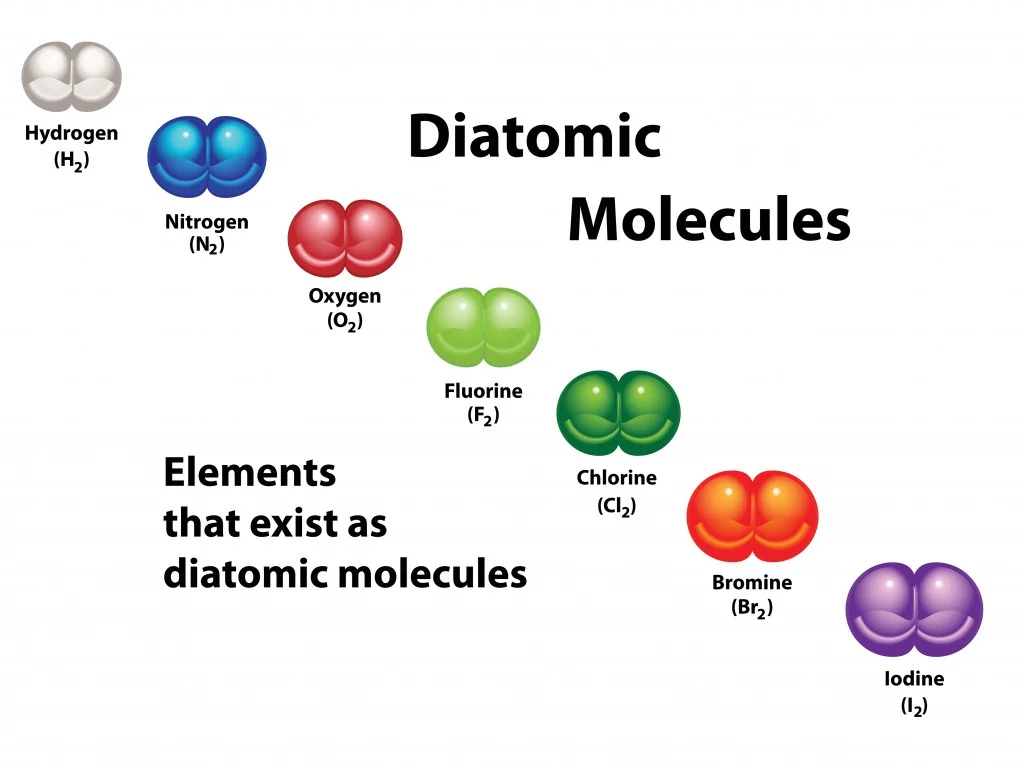 Diatomic
Molecules
Hydrogen
(H₂)
Nitrogen
(N₂)
Oxygen
(O₂)
Fluorine
(F₂)
Chlorine
(Cl₂)
Bromine
(Br₂)
Iodine
(I₂)
Elements
that exist as
diatomic molecules